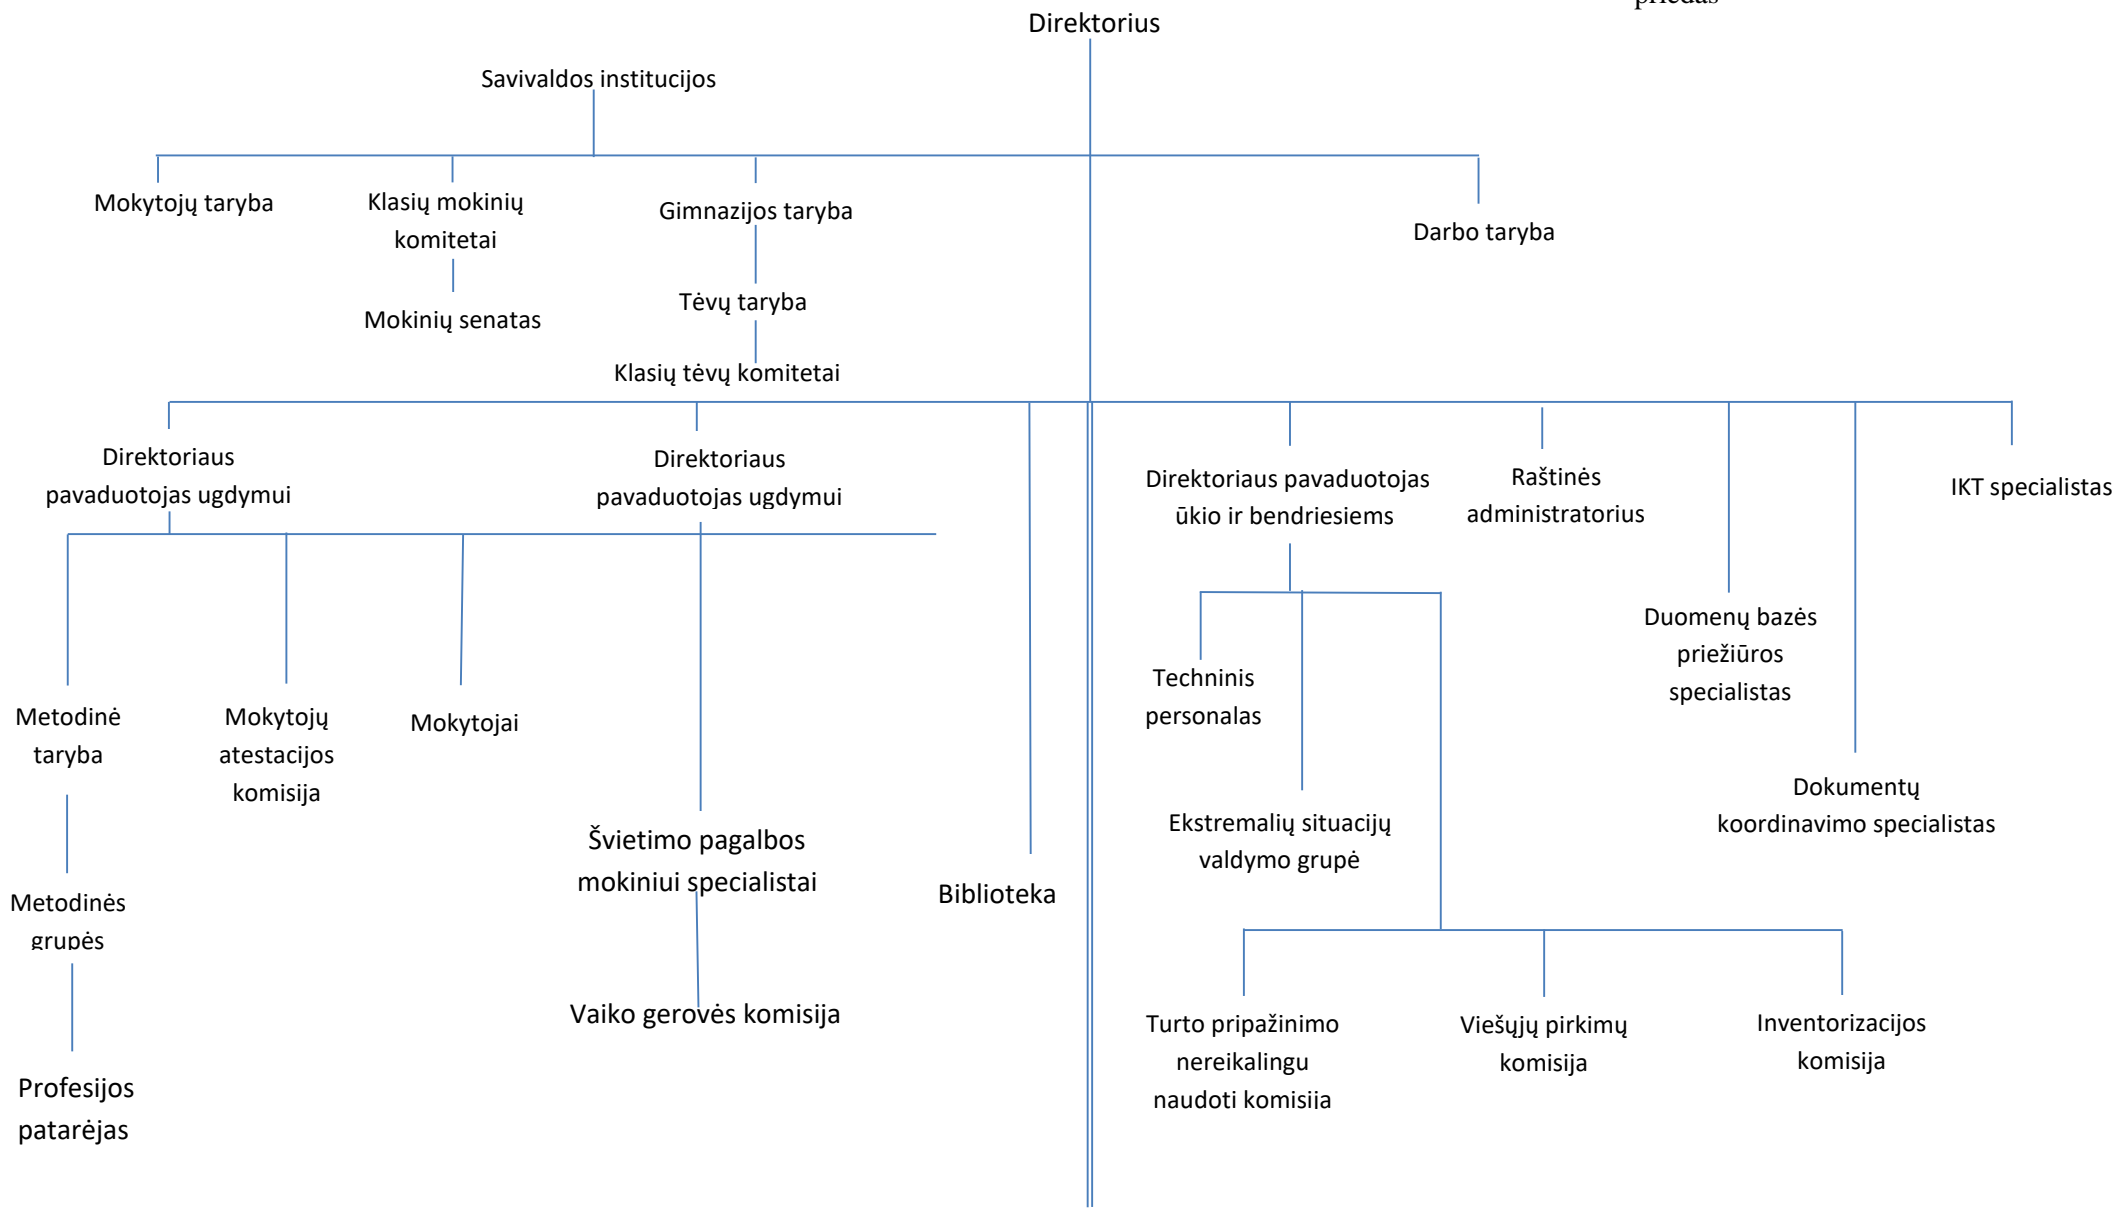 priedas
Direktorius
Savivaldos institucijos
Mokytojų taryba
Klasių mokinių
komitetai
Gimnazijos taryba
Darbo taryba
Mokinių senatas
Tėvų taryba
Klasių tėvų komitetai
Direktoriaus
pavaduotojas ugdymui
Direktoriaus
pavaduotojas ugdymui
Direktoriaus pavaduotojas
ūkio ir bendriesiems
Raštinės
administratorius
IKT specialistas
Duomenų bazės
priežiūros
specialistas
Techninis
personalas
Metodinė
taryba
Mokytojų
atestacijos
komisija
Mokytojai
Dokumentų
koordinavimo specialistas
Ekstremalių situacijų
valdymo grupė
Švietimo pagalbos
mokiniui specialistai
Biblioteka
Metodinės
grupės
Vaiko gerovės komisija
Turto pripažinimo
nereikalingu
naudoti komisija
Viešųjų pirkimų
komisija
Inventorizacijos
komisija
Profesijos
patarėjas